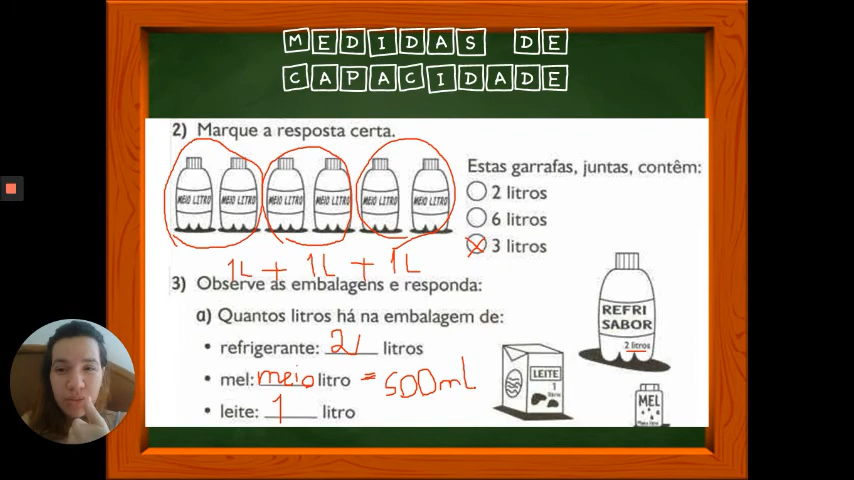 MEDIDAS DE
CAPACIDADE
2) Marque a resposta certa.
MEIO LITRO MEIO LITRO MEIO LITRO MEIO LITRO MEIO LITRO MEIO LITRO
Estas garrafas, juntas, contêm:
2 litros
6 litros
X 3 litros
1L + 1L + 1L
3) Observe as embalagens e responda:
a) Quantos litros há na embalagem de:
• refrigerante: 2 litros
• mel: meio litro = 500ml
• leite: 1 litro
REFRI
SABOR
2 litros
LEITE
1
litro
MEL